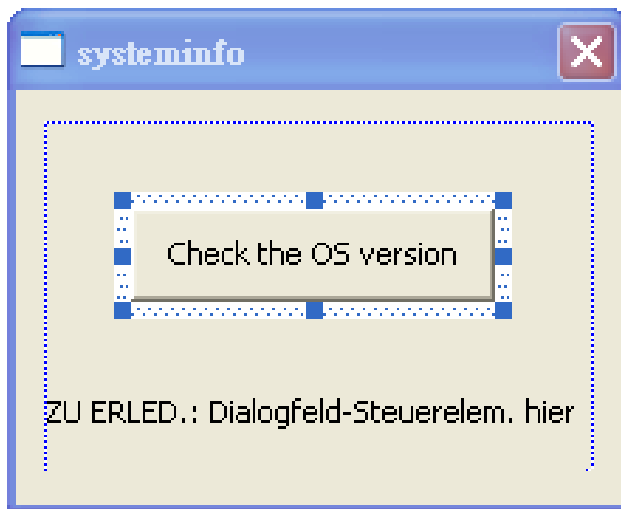 systeminfo
Check the OS version
ZU ERLED.: Dialogfeld-Steuerelem. hier